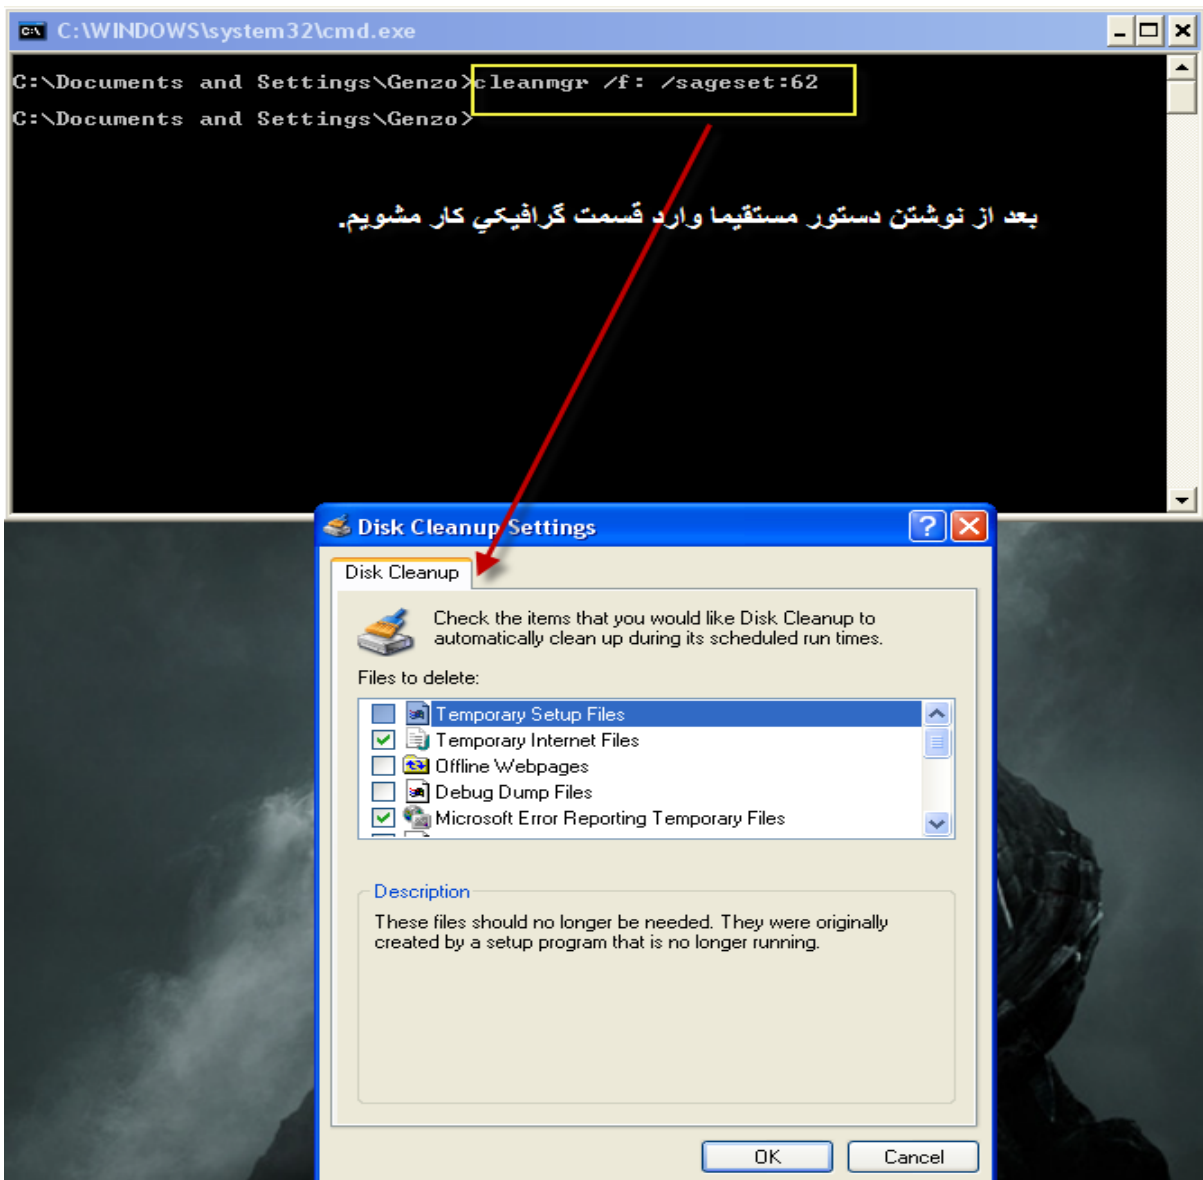 C:\WINDOWS\system32\cmd.exe
C:\Documents and Settings\Genzo>cleanmgr /f: /sageset:62
C:\Documents and Settings\Genzo>
بعد از نوشتن دستور مستقيما وارد قسمت گرافيكي كار مشويم.
Disk Cleanup Settings
Disk Cleanup
Check the items that you would like Disk Cleanup to
automatically clean up during its scheduled run times.
Files to delete:
Temporary Setup Files
Temporary Internet Files
Offline Webpages
Debug Dump Files
Microsoft Error Reporting Temporary Files
Description
These files should no longer be needed. They were originally
created by a setup program that is no longer running.
OK Cancel